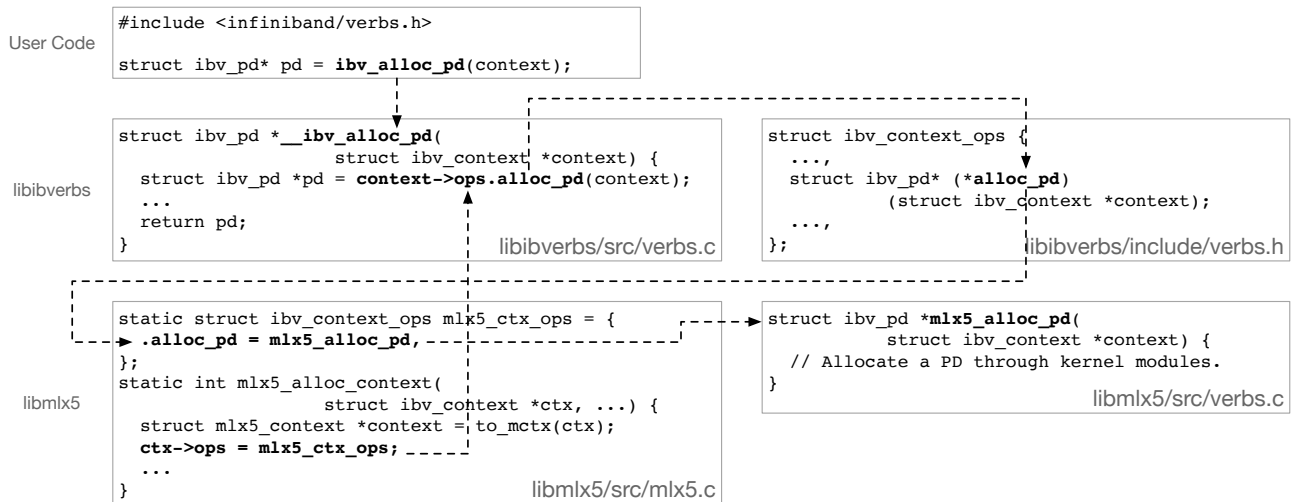 User Code
#include <infiniband/verbs.h>
struct ibv_pd* pd = ibv_alloc_pd(context);
libibverbs
struct ibv_pd *__ibv_alloc_pd(
struct ibv_context *context) {
struct ibv_pd *pd = context->ops.alloc_pd(context);
...
return pd;
}
libibverbs/src/verbs.c
struct ibv_context_ops {
...,
struct ibv_pd* (*alloc_pd)
(struct ibv_context *context);
...,
};
libibverbs/include/verbs.h
libmlx5
static struct ibv_context_ops mlx5_ctx_ops = {
.alloc_pd = mlx5_alloc_pd,
};
static int mlx5_alloc_context(
struct ibv_context *ctx, ...) {
struct mlx5_context *context = to_mctx(ctx);
ctx->ops = mlx5_ctx_ops;
...
}
libmlx5/src/mlx5.c
struct ibv_pd *mlx5_alloc_pd(
struct ibv_context *context) {
// Allocate a PD through kernel modules.
}
libmlx5/src/verbs.c